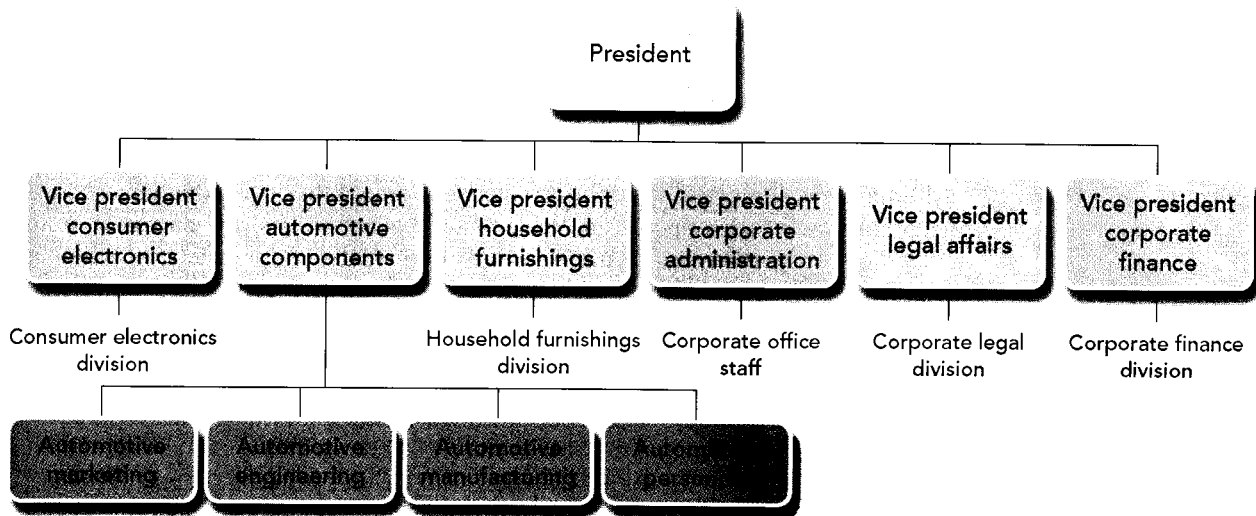 President
Vice president
consumer
electronics
Vice president
automotive
components
Vice president
household
furnishings
Vice president
corporate
administration
Vice president
legal affairs
Vice president
corporate
finance
Consumer electronics
division
Household furnishings
division
Corporate office
staff
Corporate legal
division
Corporate finance
division
Automotive
marketing
Automotive
engineering
Automotive
manufacturing